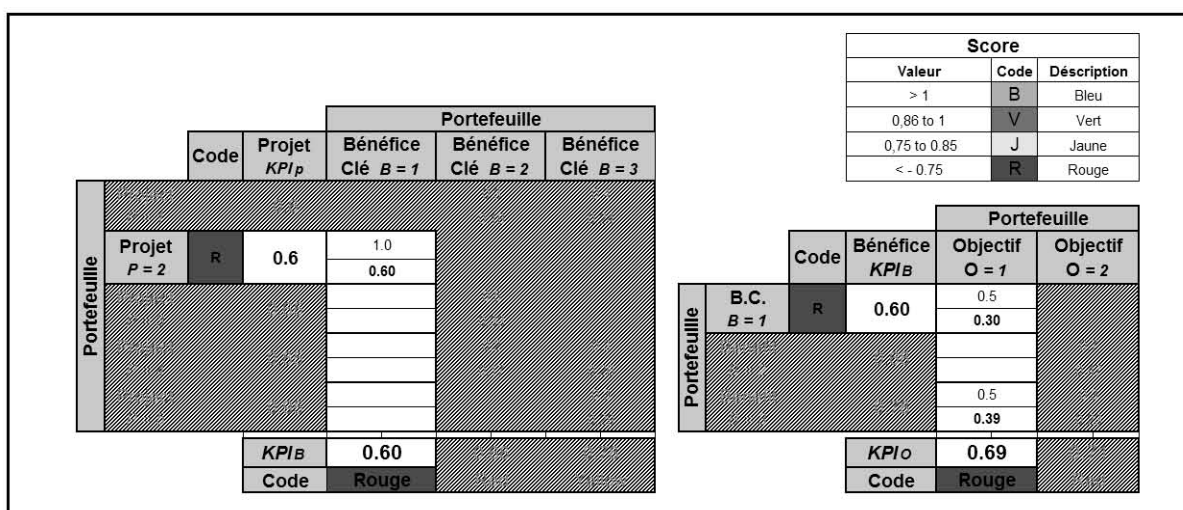 Score
Valeur Code Déscription
> 1 B Bleu
0,86 to 1 V Vert
0,75 to 0.85 J Jaune
< - 0.75 R Rouge
Portefeuille
Code Projet KPIP Bénéfice Clé B = 1 Bénéfice Clé B = 2 Bénéfice Clé B = 3
Portefeuille
Projet P = 2 R 0.6 1.0
0.60
KPIB 0.60
Code Rouge
Portefeuille
Code Bénéfice KPIB Objectif O = 1 Objectif O = 2
Portefeuille
B.C. B = 1 R 0.60 0.5
0.30
0.5
0.39
KPIO 0.69
Code Rouge